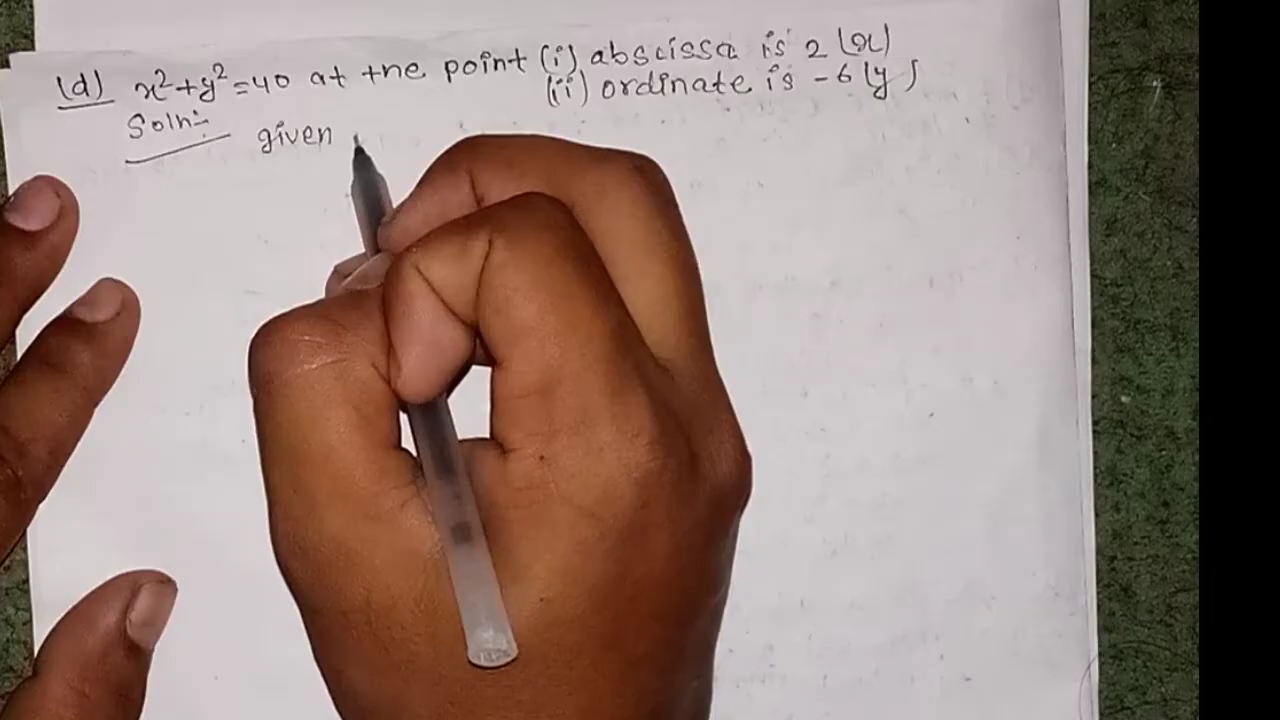 (d) x²+y²=40 at the point (i) abscissa is 2 (x)
(ii) ordinate is -6 (y)
Soln:-
given